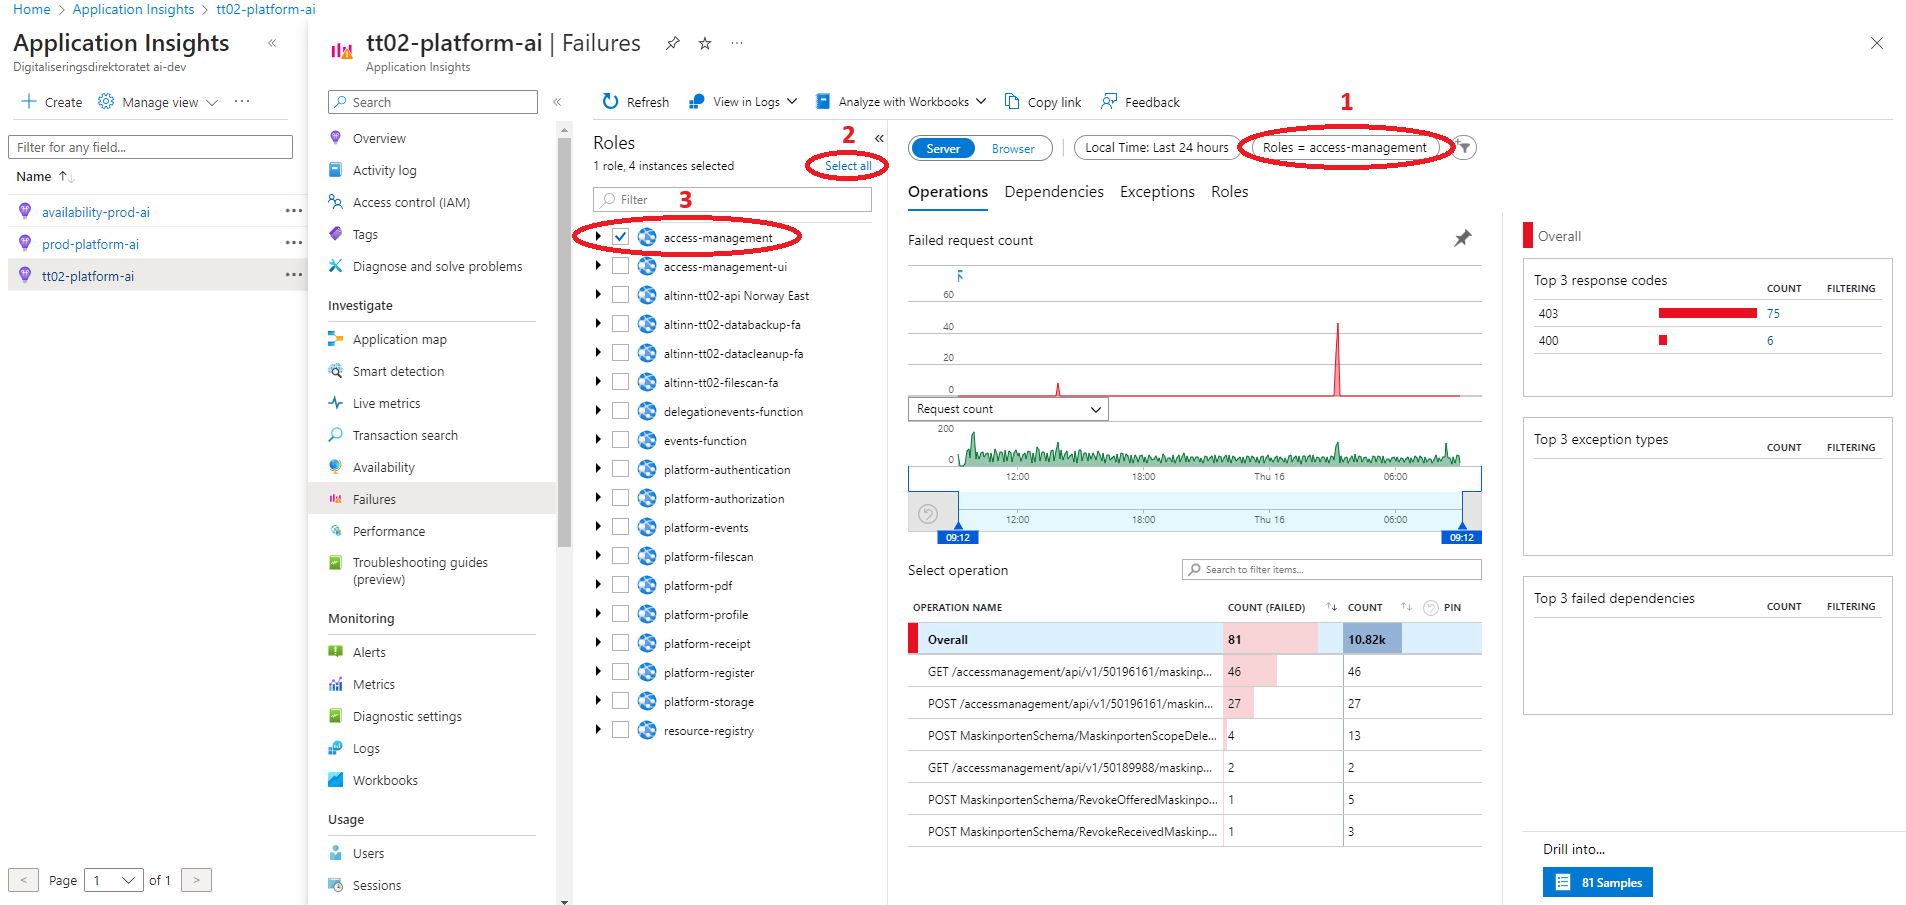 Home > Application Insights > tt02-platform-ai
Application Insights
Digitaliseringsdirektoratet ai-dev
Create
Manage view
Filter for any field...
Name
availability-prod-ai
prod-platform-ai
tt02-platform-ai
< Page 1 of 1 >
tt02-platform-ai | Failures
Application Insights
Search
Overview
Activity log
Access control (IAM)
Tags
Diagnose and solve problems
Investigate
Application map
Smart detection
Live metrics
Transaction search
Availability
Failures
Performance
Troubleshooting guides
(preview)
Monitoring
Alerts
Metrics
Diagnostic settings
Logs
Workbooks
Usage
Users
Sessions
Refresh
View in Logs
Analyze with Workbooks
Copy link
Feedback
Roles
2
1 role, 4 instances selected
Select all
Filter
3
access-management
access-management-ui
altinn-tt02-api Norway East
altinn-tt02-databackup-fa
altinn-tt02-datacleanup-fa
altinn-tt02-filescan-fa
delegationevents-function
events-function
platform-authentication
platform-authorization
platform-events
platform-filescan
platform-pdf
platform-profile
platform-receipt
platform-register
platform-storage
resource-registry
1
Server
Browser
Local Time: Last 24 hours
Roles = access-management
Operations
Dependencies
Exceptions
Roles
Failed request count
60
40
20
0
Request count
200
0
12:00 18:00 Thu 16 06:00
12:00 18:00 Thu 16 06:00
09:12 09:12
Select operation
Search to filter items...
OPERATION NAME COUNT (FAILED) COUNT PIN
Overall 81 10.82k
GET /accessmanagement/api/v1/50196161/maskinp... 46 46
POST /accessmanagement/api/v1/50196161/maskin... 27 27
POST MaskinportenSchema/MaskinportenScopeDele... 4 13
GET /accessmanagement/api/v1/50189988/maskinp... 2 2
POST MaskinportenSchema/RevokeOfferedMaskinpo... 1 5
POST MaskinportenSchema/RevokeReceivedMaskinp... 1 3
Overall
Top 3 response codes COUNT FILTERING
403 75
400 6
Top 3 exception types COUNT FILTERING
Top 3 failed dependencies COUNT FILTERING
Drill into...
81 Samples